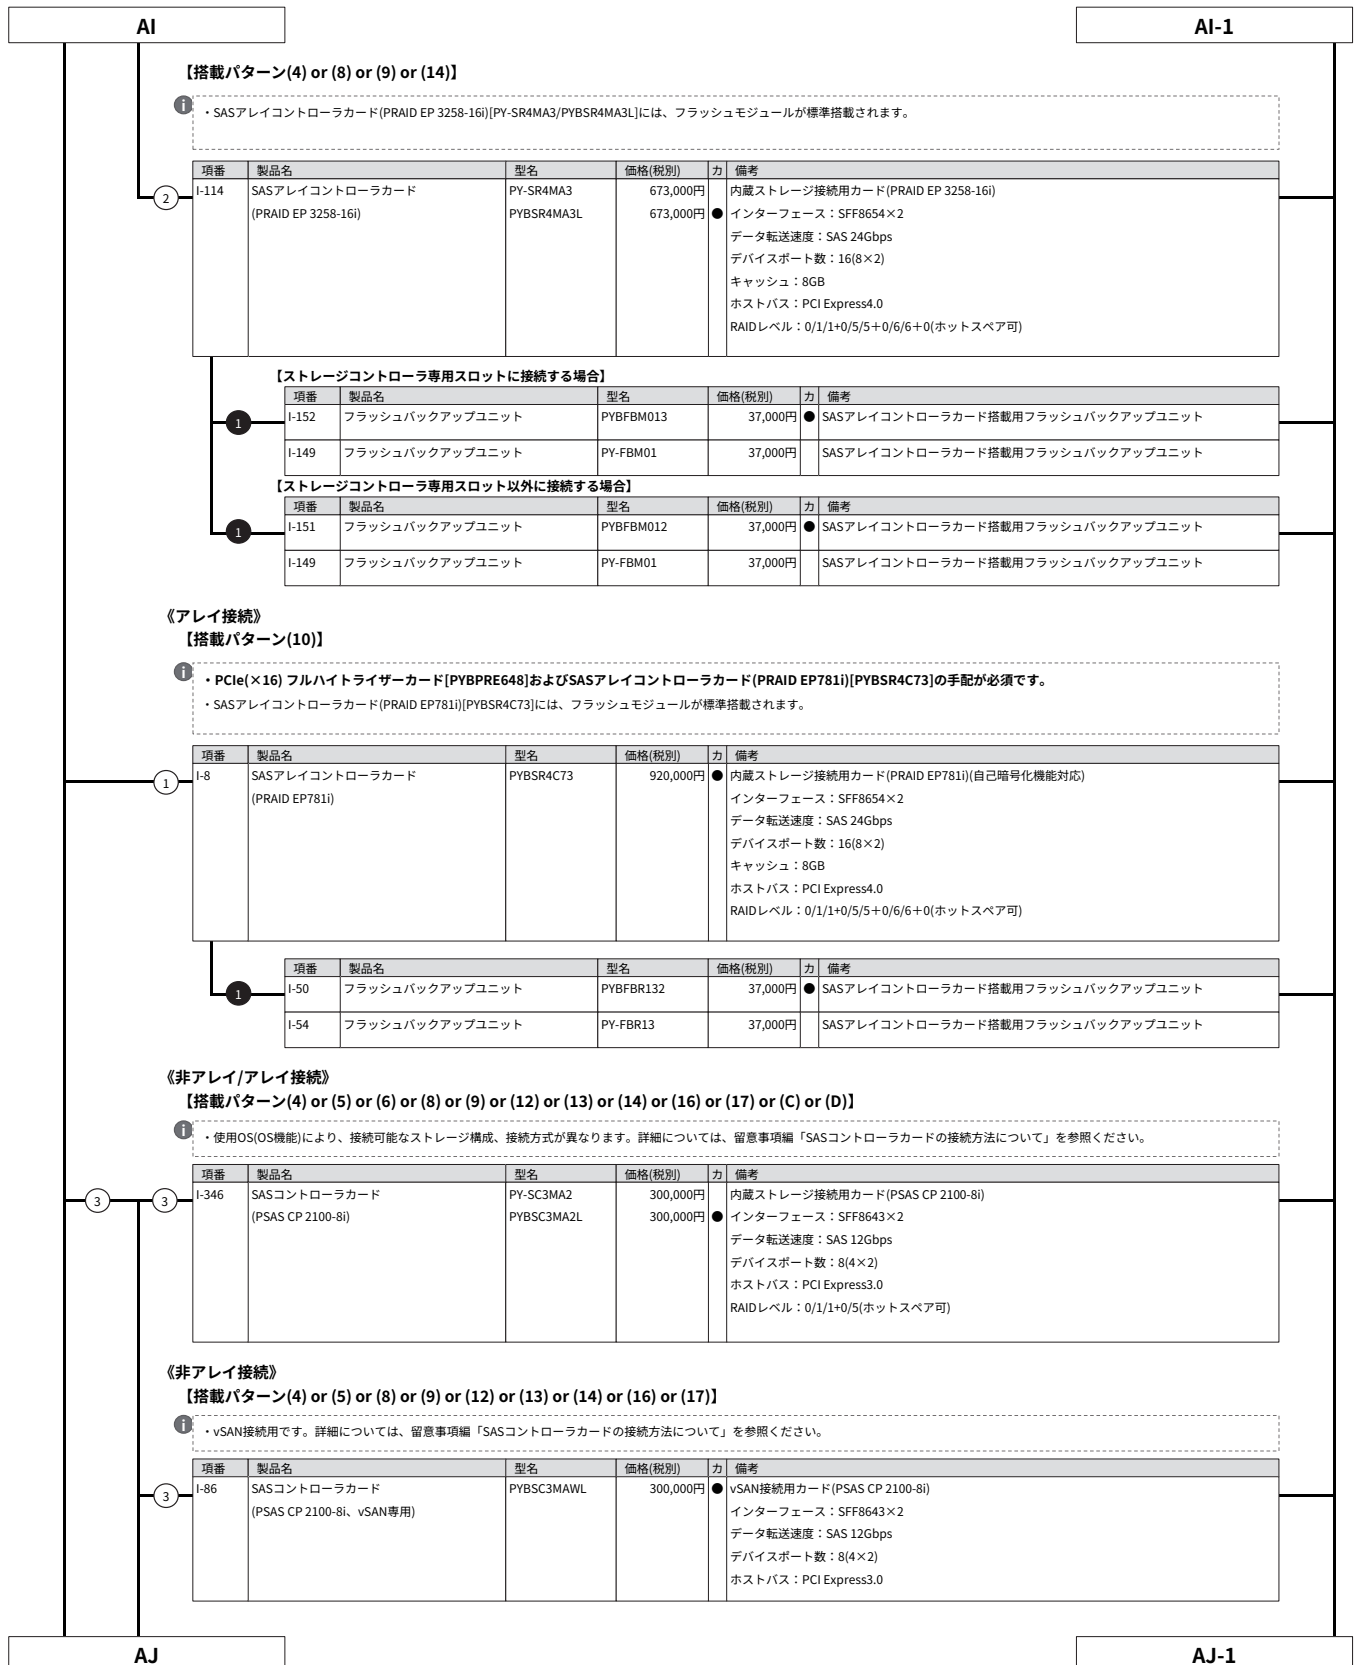 AI
AI-1
【搭載パターン(4) or (8) or (9) or (14)】
・SASアレイコントローラカード(PRAID EP 3258-16i)[PY-SR4MA3/PYBSR4MA3L]には、フラッシュモジュールが標準搭載されます。
項番 製品名 型名 価格(税別) カ 備考
2 I-114 SASアレイコントローラカード PY-SR4MA3 673,000円 内蔵ストレージ接続用カード(PRAID EP 3258-16i)
(PRAID EP 3258-16i) PYBSR4MA3L 673,000円 ● インターフェース：SFF8654×2
データ転送速度：SAS 24Gbps
デバイスポート数：16(8×2)
キャッシュ：8GB
ホストバス：PCI Express4.0
RAIDレベル：0/1/1+0/5/5＋0/6/6＋0(ホットスペア可)
【ストレージコントローラ専用スロットに接続する場合】
項番 製品名 型名 価格(税別) カ 備考
1 I-152 フラッシュバックアップユニット PYBFBM013 37,000円 ● SASアレイコントローラカード搭載用フラッシュバックアップユニット
I-149 フラッシュバックアップユニット PY-FBM01 37,000円 SASアレイコントローラカード搭載用フラッシュバックアップユニット
【ストレージコントローラ専用スロット以外に接続する場合】
項番 製品名 型名 価格(税別) カ 備考
1 I-151 フラッシュバックアップユニット PYBFBM012 37,000円 ● SASアレイコントローラカード搭載用フラッシュバックアップユニット
I-149 フラッシュバックアップユニット PY-FBM01 37,000円 SASアレイコントローラカード搭載用フラッシュバックアップユニット
《アレイ接続》
【搭載パターン(10)】
・PCIe(×16) フルハイトライザーカード[PYBPRE648]およびSASアレイコントローラカード(PRAID EP781i)[PYBSR4C73]の手配が必須です。
・SASアレイコントローラカード(PRAID EP781i)[PYBSR4C73]には、フラッシュモジュールが標準搭載されます。
項番 製品名 型名 価格(税別) カ 備考
1 I-8 SASアレイコントローラカード PYBSR4C73 920,000円 ● 内蔵ストレージ接続用カード(PRAID EP781i)(自己暗号化機能対応)
(PRAID EP781i) インターフェース：SFF8654×2
データ転送速度：SAS 24Gbps
デバイスポート数：16(8×2)
キャッシュ：8GB
ホストバス：PCI Express4.0
RAIDレベル：0/1/1+0/5/5＋0/6/6＋0(ホットスペア可)
項番 製品名 型名 価格(税別) カ 備考
1 I-50 フラッシュバックアップユニット PYBFBR132 37,000円 ● SASアレイコントローラカード搭載用フラッシュバックアップユニット
I-54 フラッシュバックアップユニット PY-FBR13 37,000円 SASアレイコントローラカード搭載用フラッシュバックアップユニット
《非アレイ/アレイ接続》
【搭載パターン(4) or (5) or (6) or (8) or (9) or (12) or (13) or (14) or (16) or (17) or (C) or (D)】
・使用OS(OS機能)により、接続可能なストレージ構成、接続方式が異なります。詳細については、留意事項編「SASコントローラカードの接続方法について」を参照ください。
項番 製品名 型名 価格(税別) カ 備考
3 3 I-346 SASコントローラカード PY-SC3MA2 300,000円 内蔵ストレージ接続用カード(PSAS CP 2100-8i)
(PSAS CP 2100-8i) PYBSC3MA2L 300,000円 ● インターフェース：SFF8643×2
データ転送速度：SAS 12Gbps
デバイスポート数：8(4×2)
ホストバス：PCI Express3.0
RAIDレベル：0/1/1+0/5(ホットスペア可)
《非アレイ接続》
【搭載パターン(4) or (5) or (8) or (9) or (12) or (13) or (14) or (16) or (17)】
・vSAN接続用です。詳細については、留意事項編「SASコントローラカードの接続方法について」を参照ください。
項番 製品名 型名 価格(税別) カ 備考
3 I-86 SASコントローラカード PYBSC3MAWL 300,000円 ● vSAN接続用カード(PSAS CP 2100-8i)
(PSAS CP 2100-8i、vSAN専用) インターフェース：SFF8643×2
データ転送速度：SAS 12Gbps
デバイスポート数：8(4×2)
ホストバス：PCI Express3.0
AJ
AJ-1